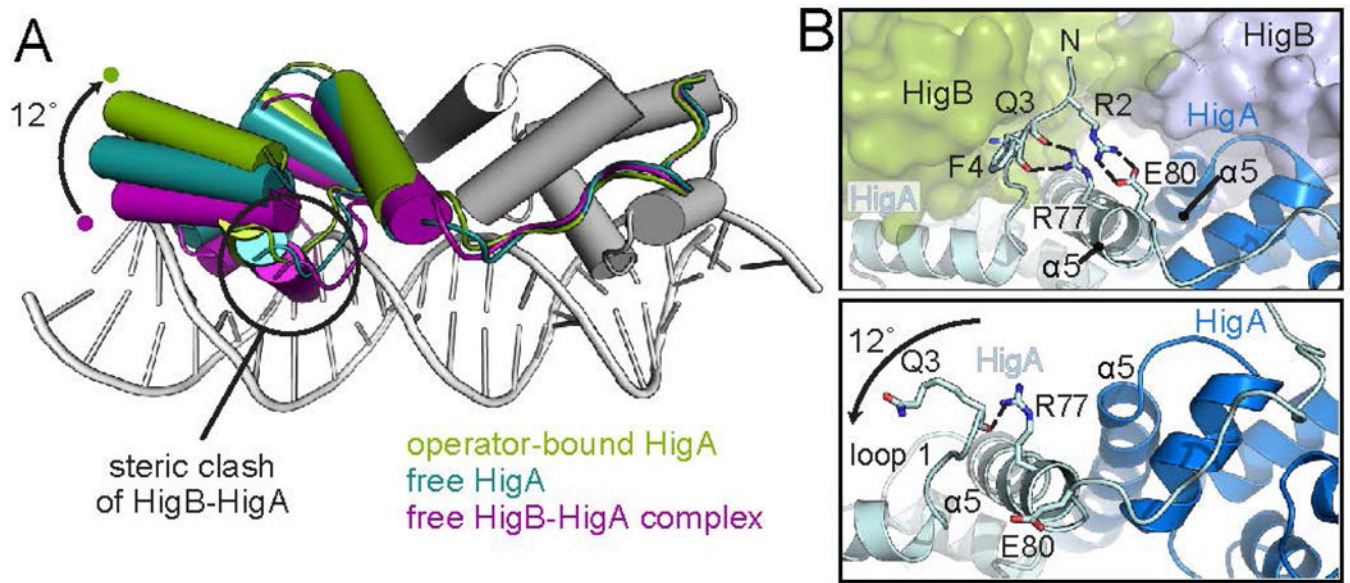 A
12°
steric clash
of HigB-HigA
operator-bound HigA
free HigA
free HigB-HigA complex
B
N
HigB
HigB
Q3
R2
HigA
F4
E80
α5
HigA
R77
α5
12°
Q3
HigA
HigA
α5
R77
loop 1
α5
E80